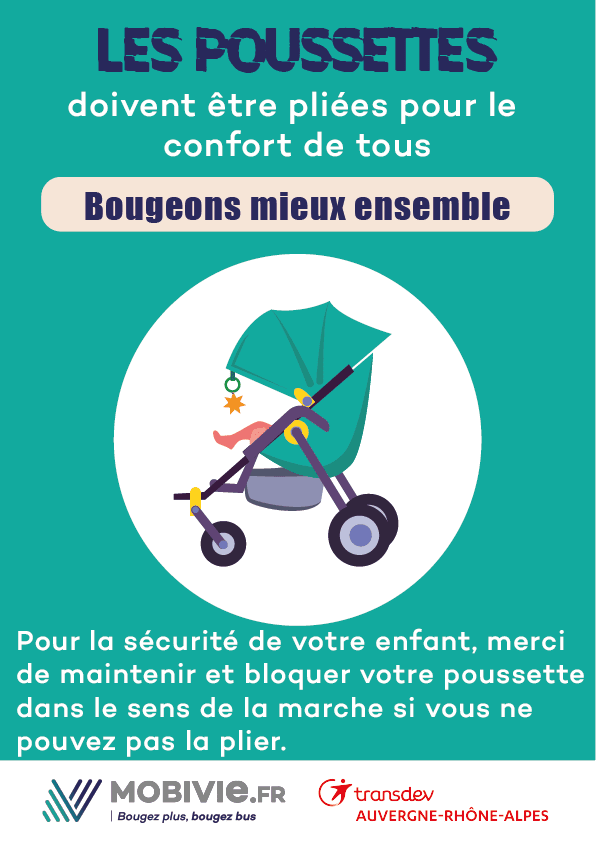 LES POUSSETTES
doivent être pliées pour le
confort de tous
Bougeons mieux ensemble
Pour la sécurité de votre enfant, merci
de maintenir et bloquer votre poussette
dans le sens de la marche si vous ne
pouvez pas la plier.
MOBIVIE.FR
Bougez plus, bougez bus
transdev
AUVERGNE-RHÔNE-ALPES